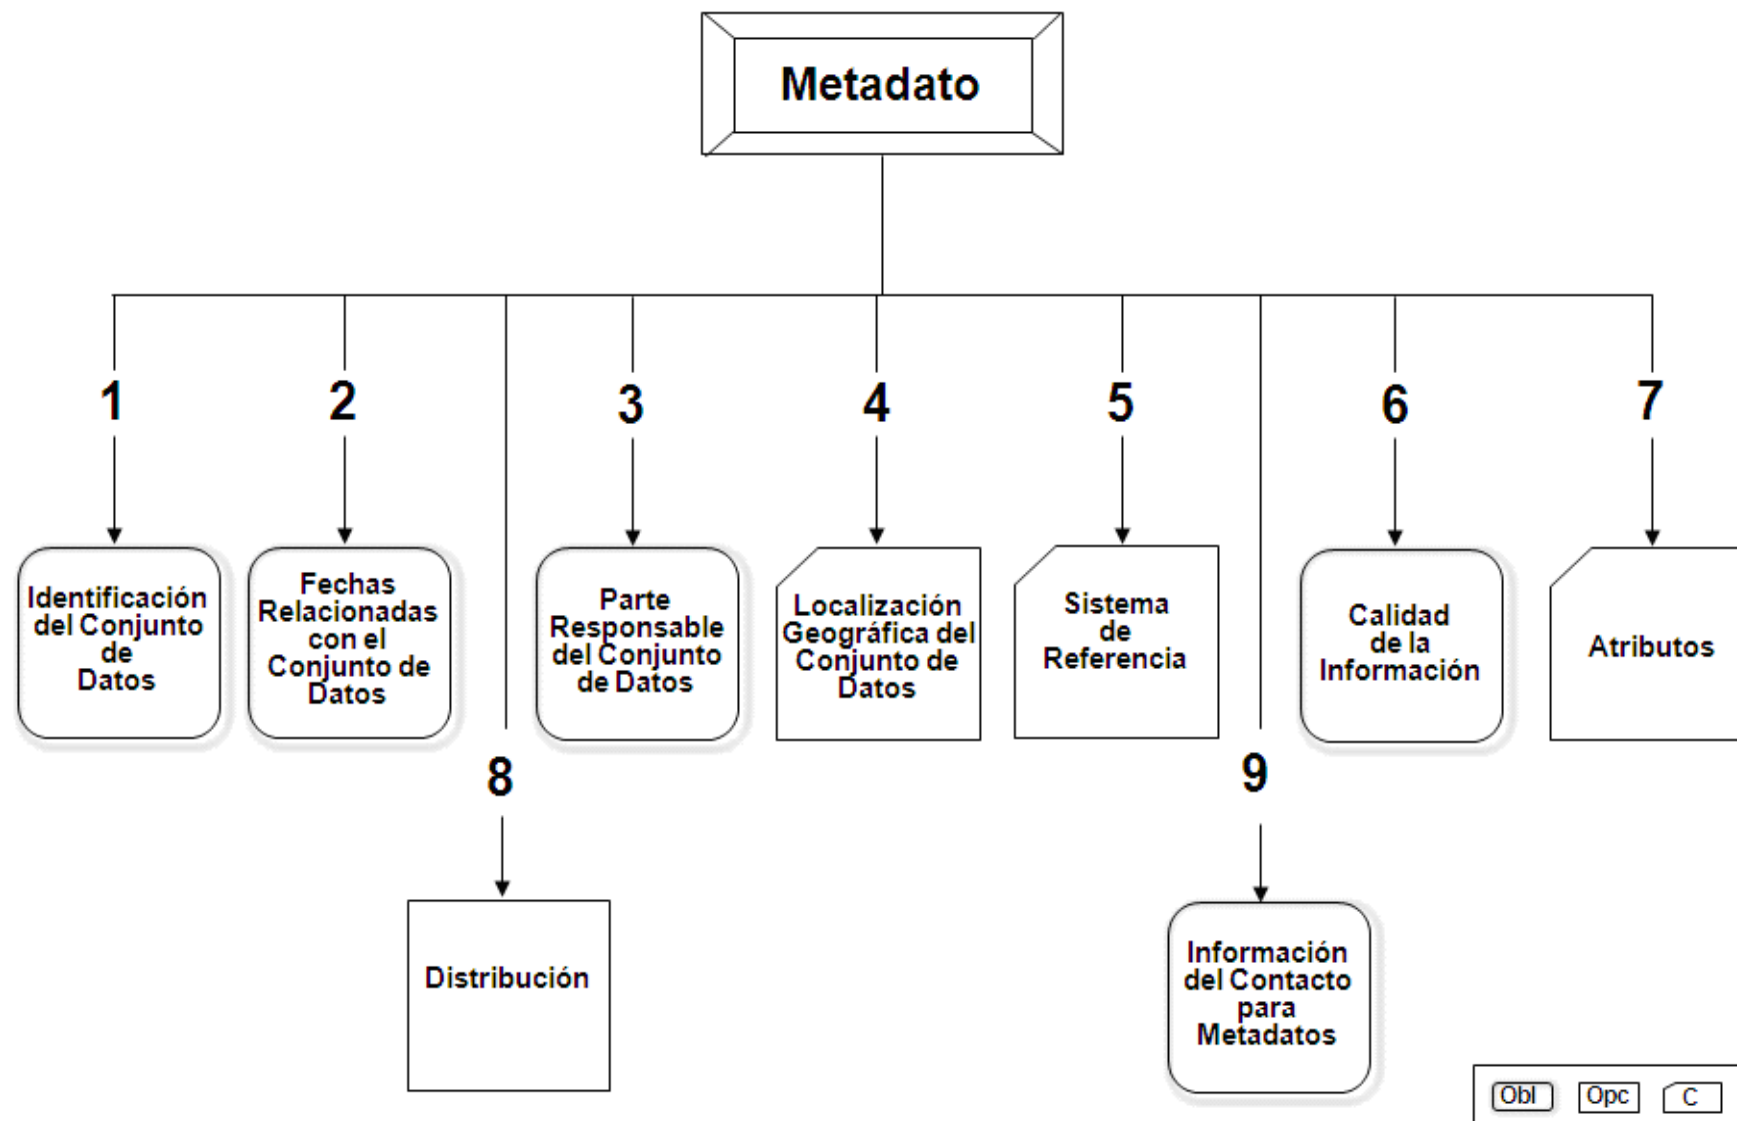 Metadato
1
2
3
4
5
6
7
Identificación
del Conjunto
de
Datos
Fechas
Relacionadas
con el
Conjunto de
Datos
Parte
Responsable
del Conjunto
de Datos
Localización
Geográfica del
Conjunto de
Datos
Sistema
de
Referencia
Calidad
de la
Información
Atributos
8
9
Distribución
Información
del Contacto
para
Metadatos
Obl
Opc
C